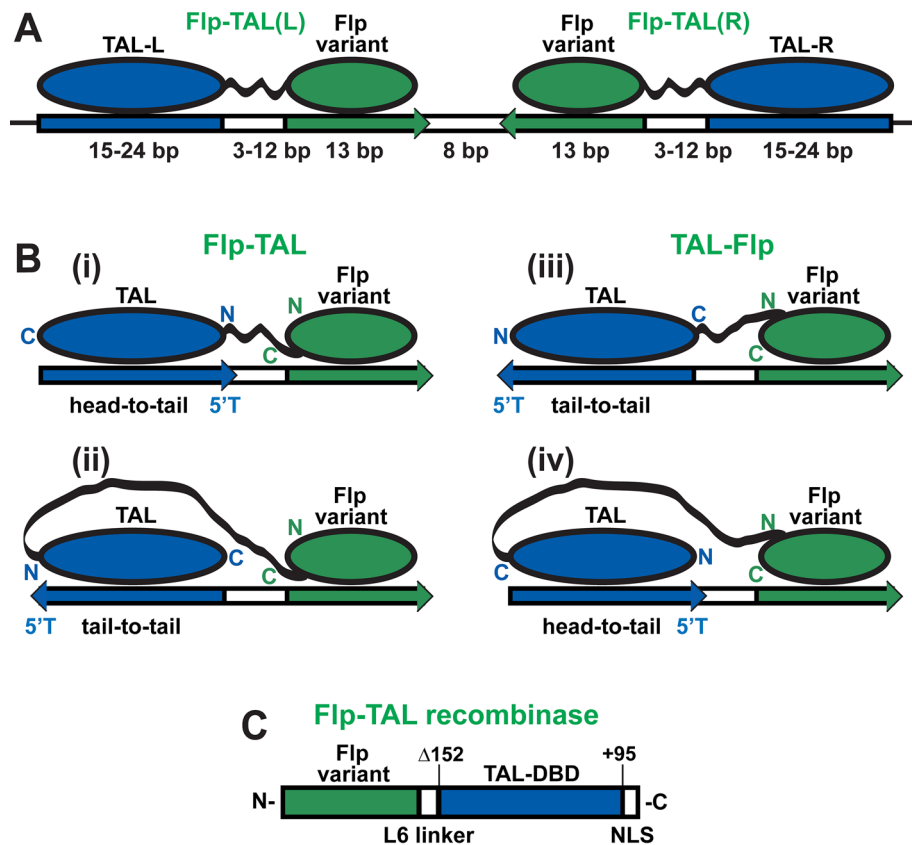 A
Flp-TAL(L)
Flp-TAL(R)
TAL-L
Flp
variant
Flp
variant
TAL-R
15-24 bp
3-12 bp
13 bp
8 bp
13 bp
3-12 bp
15-24 bp
B
Flp-TAL
TAL-Flp
(i)
TAL
Flp
variant
C
N
N
C
head-to-tail
5'T
(iii)
TAL
Flp
variant
N
C
N
C
5'T
tail-to-tail
(ii)
TAL
Flp
variant
N
C
N
C
5'T
tail-to-tail
(iv)
TAL
Flp
variant
C
N
N
C
head-to-tail
5'T
C
Flp-TAL recombinase
Flp
variant
Δ152
TAL-DBD
+95
N-
-C
L6 linker
NLS